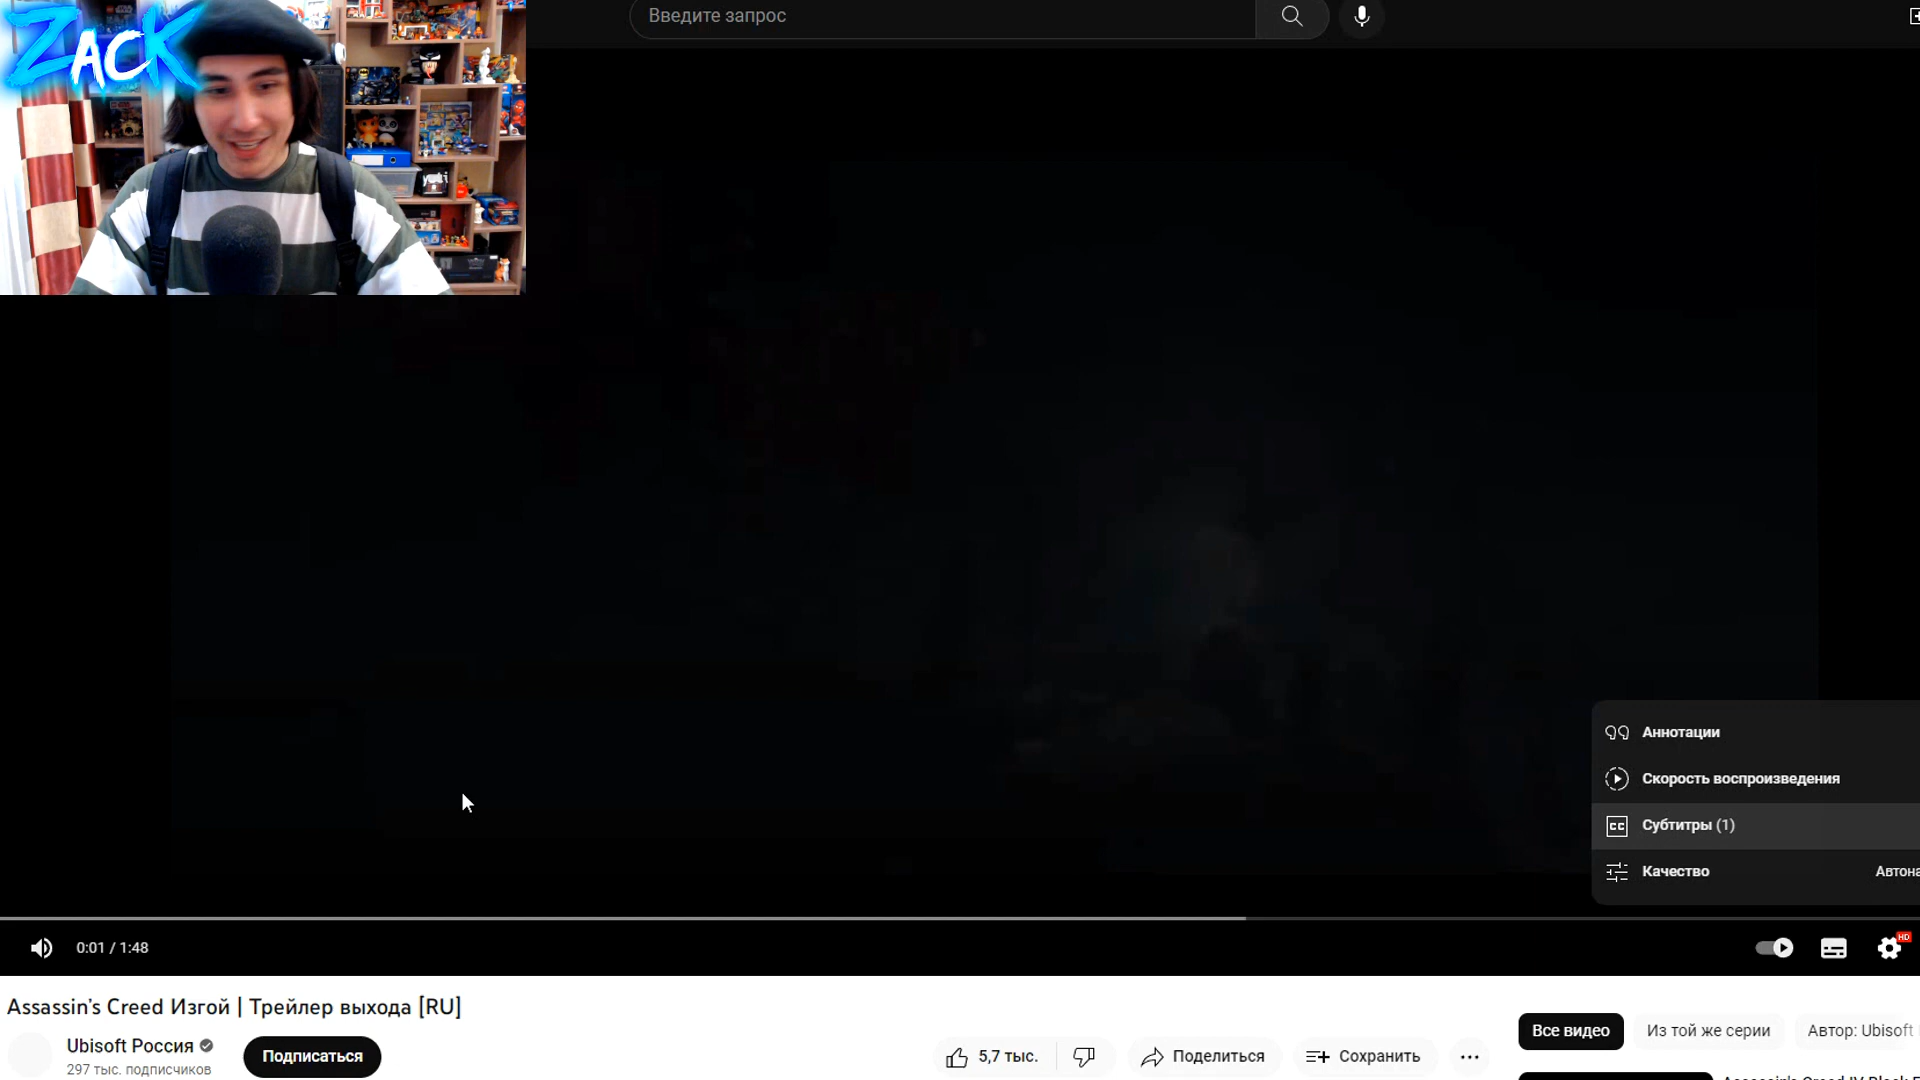 ZACK
Введите запрос
yeti
Аннотации
Скорость воспроизведения
Субтитры (1)
Качество
0:01 / 1:48
HD
Assassin's Creed Изгой | Трейлер выхода [RU]
Ubisoft Россия
297 тыс. подписчиков
Подписаться
5,7 тыс.
Поделиться
Сохранить
Все видео
Из той же серии
Автор: Ubisoft